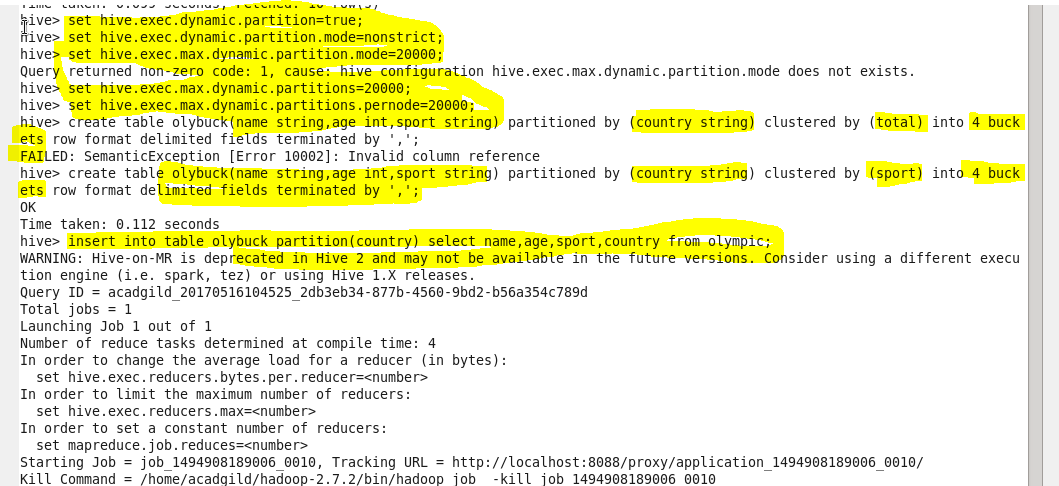 Time taken: 0.099 seconds, Fetched: 10 row(s)
hive> set hive.exec.dynamic.partition=true;
hive> set hive.exec.dynamic.partition.mode=nonstrict;
hive> set hive.exec.max.dynamic.partition.mode=20000;
Query returned non-zero code: 1, cause: hive configuration hive.exec.max.dynamic.partition.mode does not exists.
hive> set hive.exec.max.dynamic.partitions=20000;
hive> set hive.exec.max.dynamic.partitions.pernode=20000;
hive> create table olybuck(name string,age int,sport string) partitioned by (country string) clustered by (total) into 4 buck
ets row format delimited fields terminated by ',';
FAILED: SemanticException [Error 10002]: Invalid column reference
hive> create table olybuck(name string,age int,sport string) partitioned by (country string) clustered by (sport) into 4 buck
ets row format delimited fields terminated by ',';
OK
Time taken: 0.112 seconds
hive> insert into table olybuck partition(country) select name,age,sport,country from olympic;
WARNING: Hive-on-MR is deprecated in Hive 2 and may not be available in the future versions. Consider using a different execu
tion engine (i.e. spark, tez) or using Hive 1.X releases.
Query ID = acadgild_20170516104525_2db3eb34-877b-4560-9bd2-b56a354c789d
Total jobs = 1
Launching Job 1 out of 1
Number of reduce tasks determined at compile time: 4
In order to change the average load for a reducer (in bytes):
  set hive.exec.reducers.bytes.per.reducer=<number>
In order to limit the maximum number of reducers:
  set hive.exec.reducers.max=<number>
In order to set a constant number of reducers:
  set mapreduce.job.reduces=<number>
Starting Job = job_1494908189006_0010, Tracking URL = http://localhost:8088/proxy/application_1494908189006_0010/
Kill Command = /home/acadgild/hadoop-2.7.2/bin/hadoop job  -kill job_1494908189006_0010